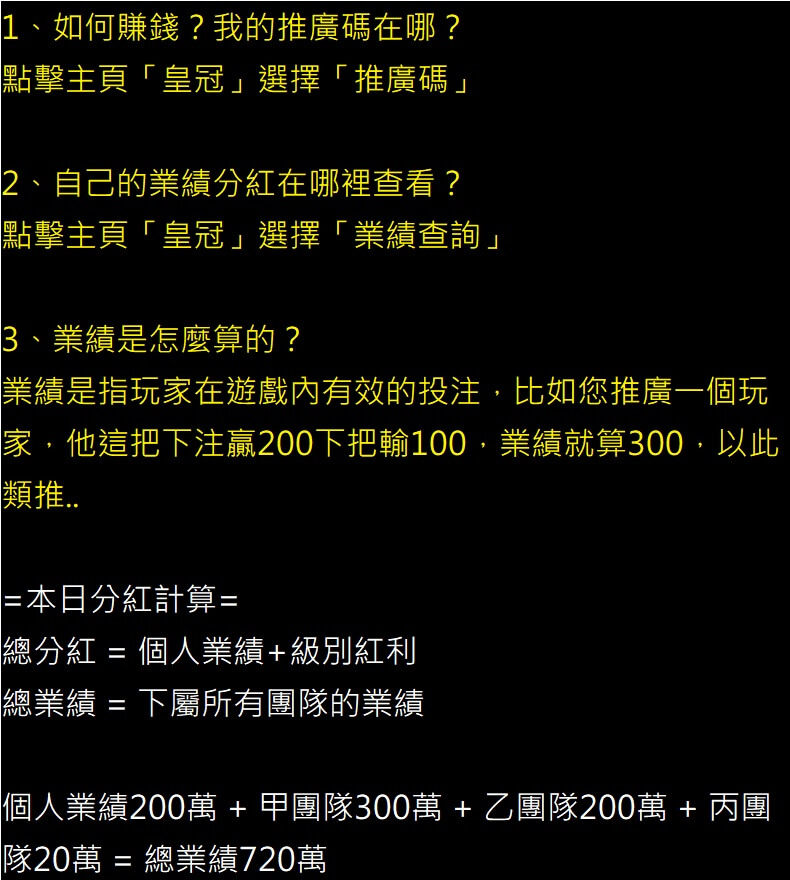 1、如何賺錢？我的推廣碼在哪？
點擊主頁「皇冠」選擇「推廣碼」
2、自己的業績分紅在哪裡查看？
點擊主頁「皇冠」選擇「業績查詢」
3、業績是怎麼算的？
業績是指玩家在遊戲內有效的投注，比如您推廣一個玩
家，他這把下注贏200下把輸100，業績就算300，以此
類推..
=本日分紅計算=
總分紅 = 個人業績+級別紅利
總業績 = 下屬所有團隊的業績
個人業績200萬 + 甲團隊300萬 + 乙團隊200萬 + 丙團
隊20萬 = 總業績720萬